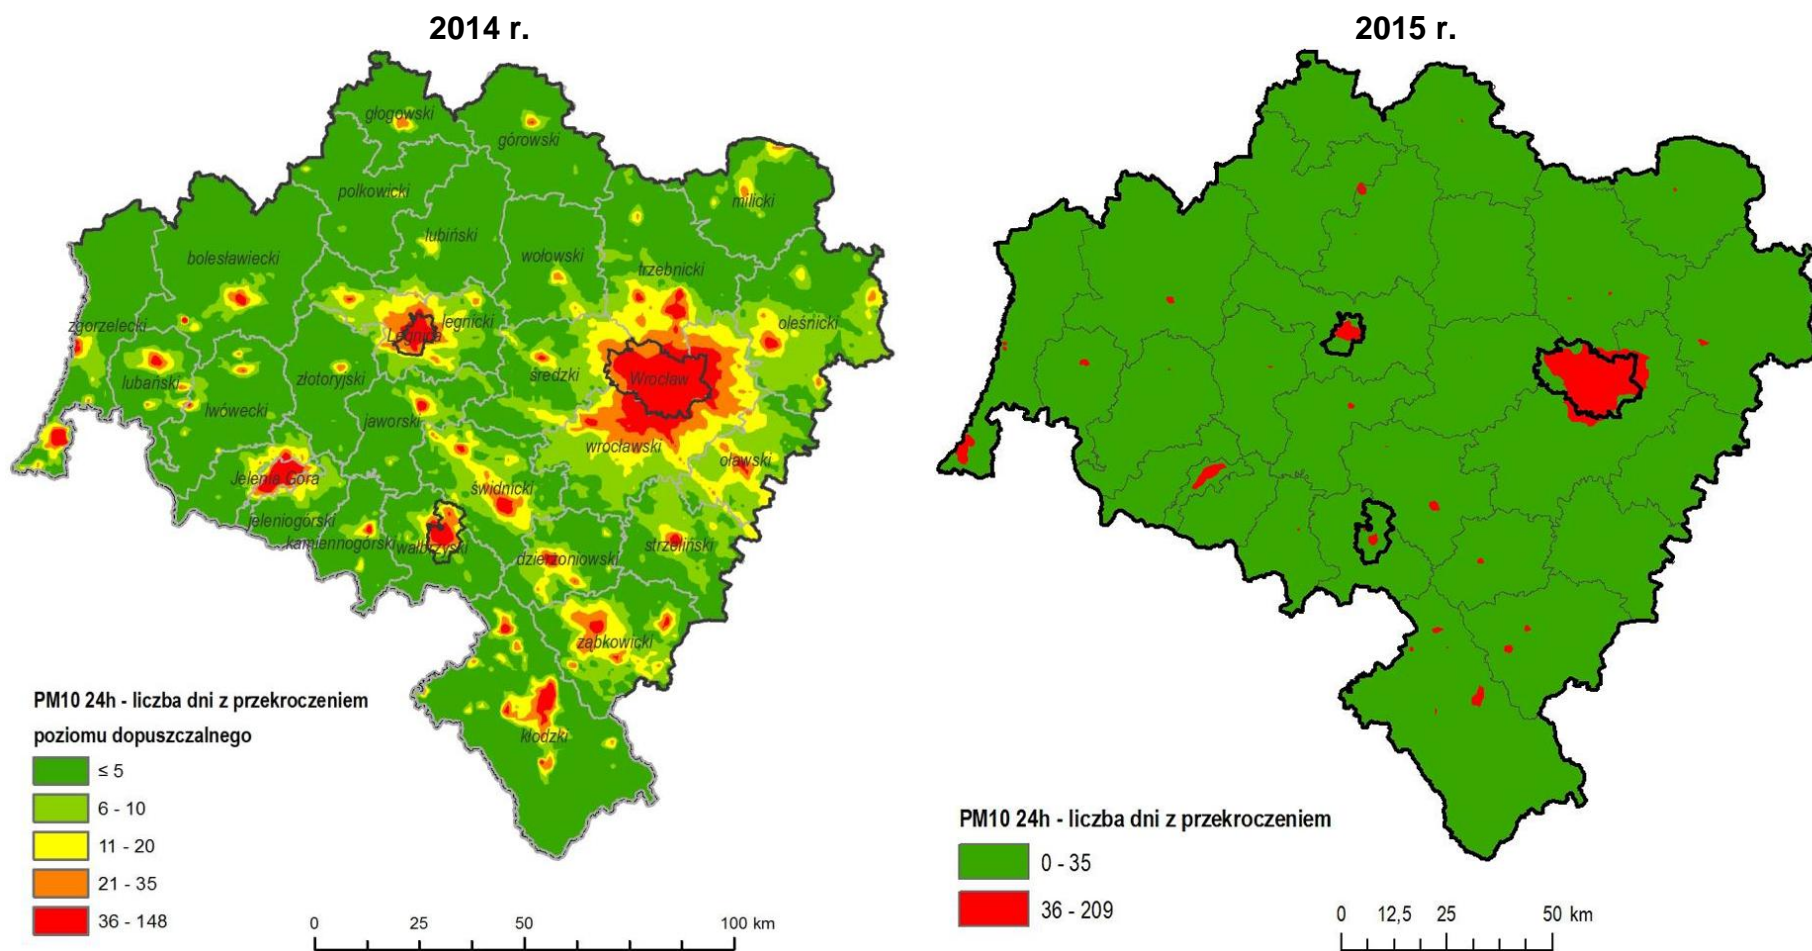 2014 r.
2015 r.
głogowski
górowski
polkowicki
milicki
lubiński
bolesławiecki
wołowski
trzebnicki
zgorzelecki
Legnica
legnicki
oleśnicki
lubański
złotoryjski
średzki
Wrocław
lwówecki
jaworski
wrocławski
oławski
Jelenia Góra
świdnicki
jeleniogórski
kamiennogórski
wałbrzyski
dzierżoniowski
strzeliński
ząbkowicki
kłodzki
PM10 24h - liczba dni z przekroczeniem
poziomu dopuszczalnego
≤ 5
6 - 10
11 - 20
21 - 35
36 - 148
0 25 50 100 km
PM10 24h - liczba dni z przekroczeniem
0 - 35
36 - 209
0 12,5 25 50 km